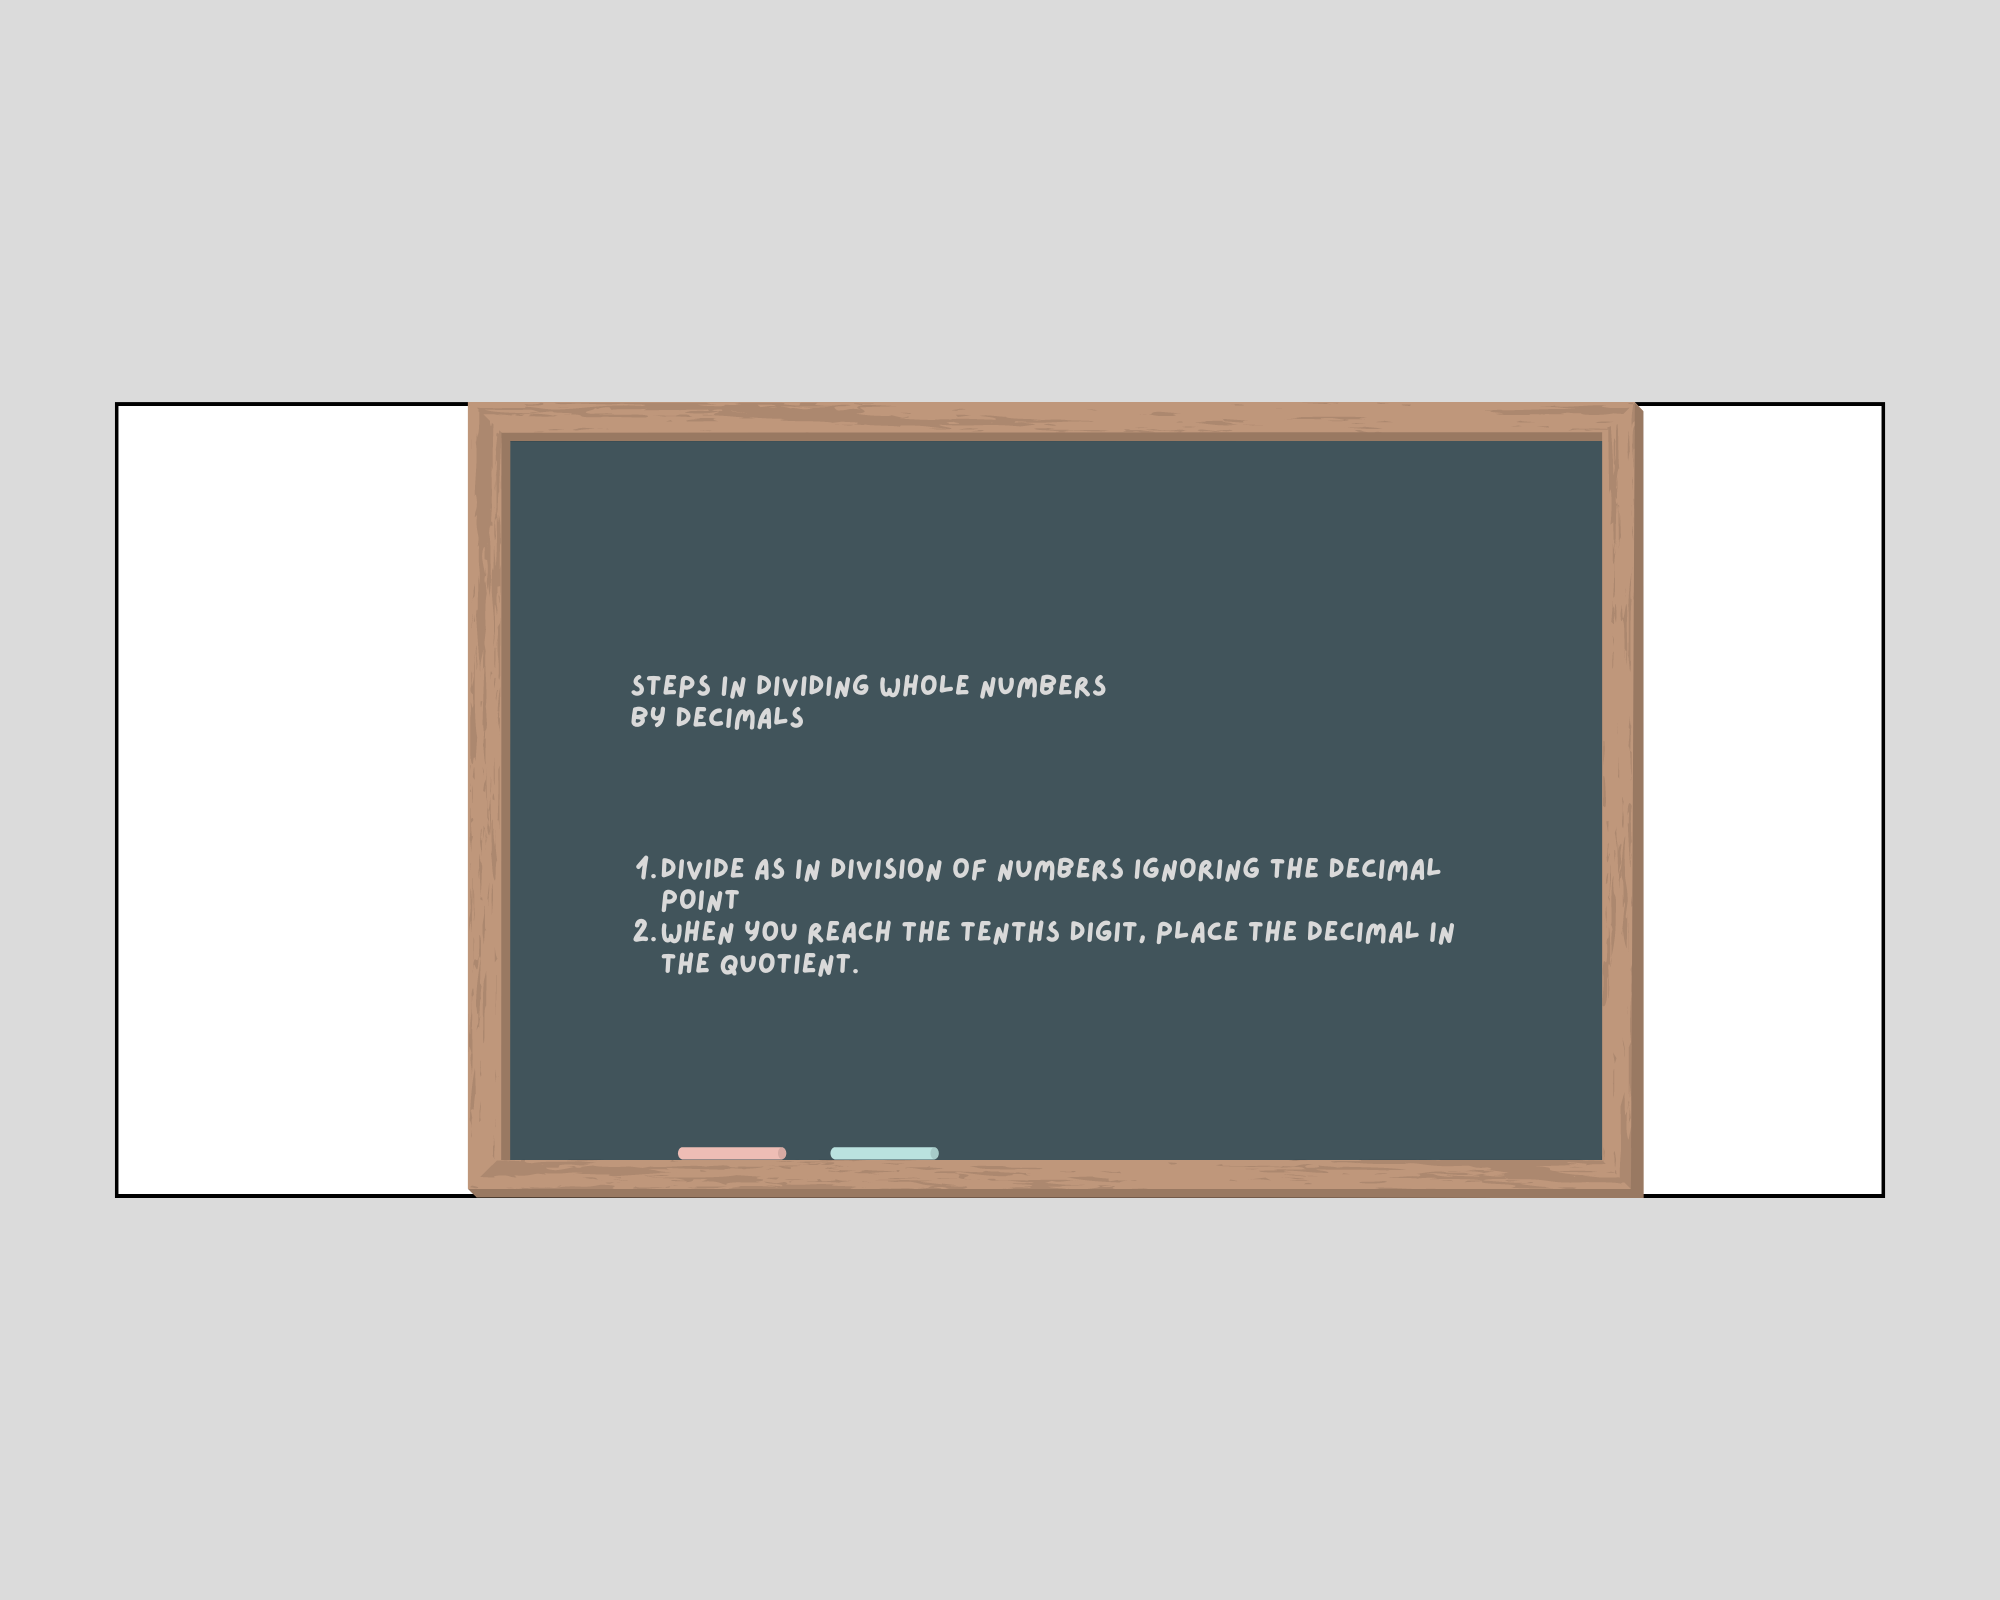 STEPS IN DIVIDING WHOLE NUMBERS
BY DECIMALS
1. DIVIDE AS IN DIVISION OF NUMBERS IGNORING THE DECIMAL
POINT
2. WHEN YOU REACH THE TENTHS DIGIT, PLACE THE DECIMAL IN
THE QUOTIENT.